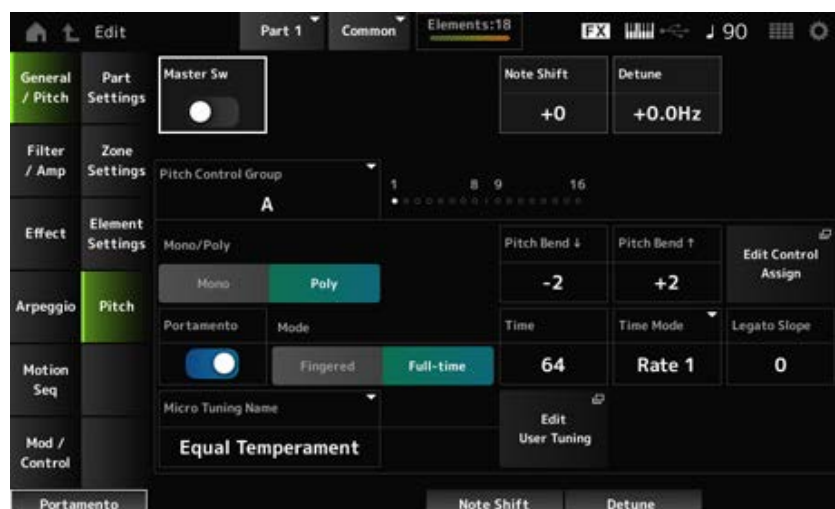 Edit
Part 1
Common
Elements:18
FX
90
General / Pitch
Filter / Amp
Effect
Arpeggio
Motion Seq
Mod / Control
Part Settings
Zone Settings
Element Settings
Pitch
Master Sw
Note Shift
+0
Detune
+0.0Hz
Pitch Control Group
A
1 8 9 16
Mono/Poly
Mono
Poly
Pitch Bend ↓
-2
Pitch Bend ↑
+2
Edit Control Assign
Portamento
Mode
Fingered
Full-time
Time
64
Time Mode
Rate 1
Legato Slope
0
Micro Tuning Name
Equal Temperament
Edit User Tuning
Portamento
Note Shift
Detune